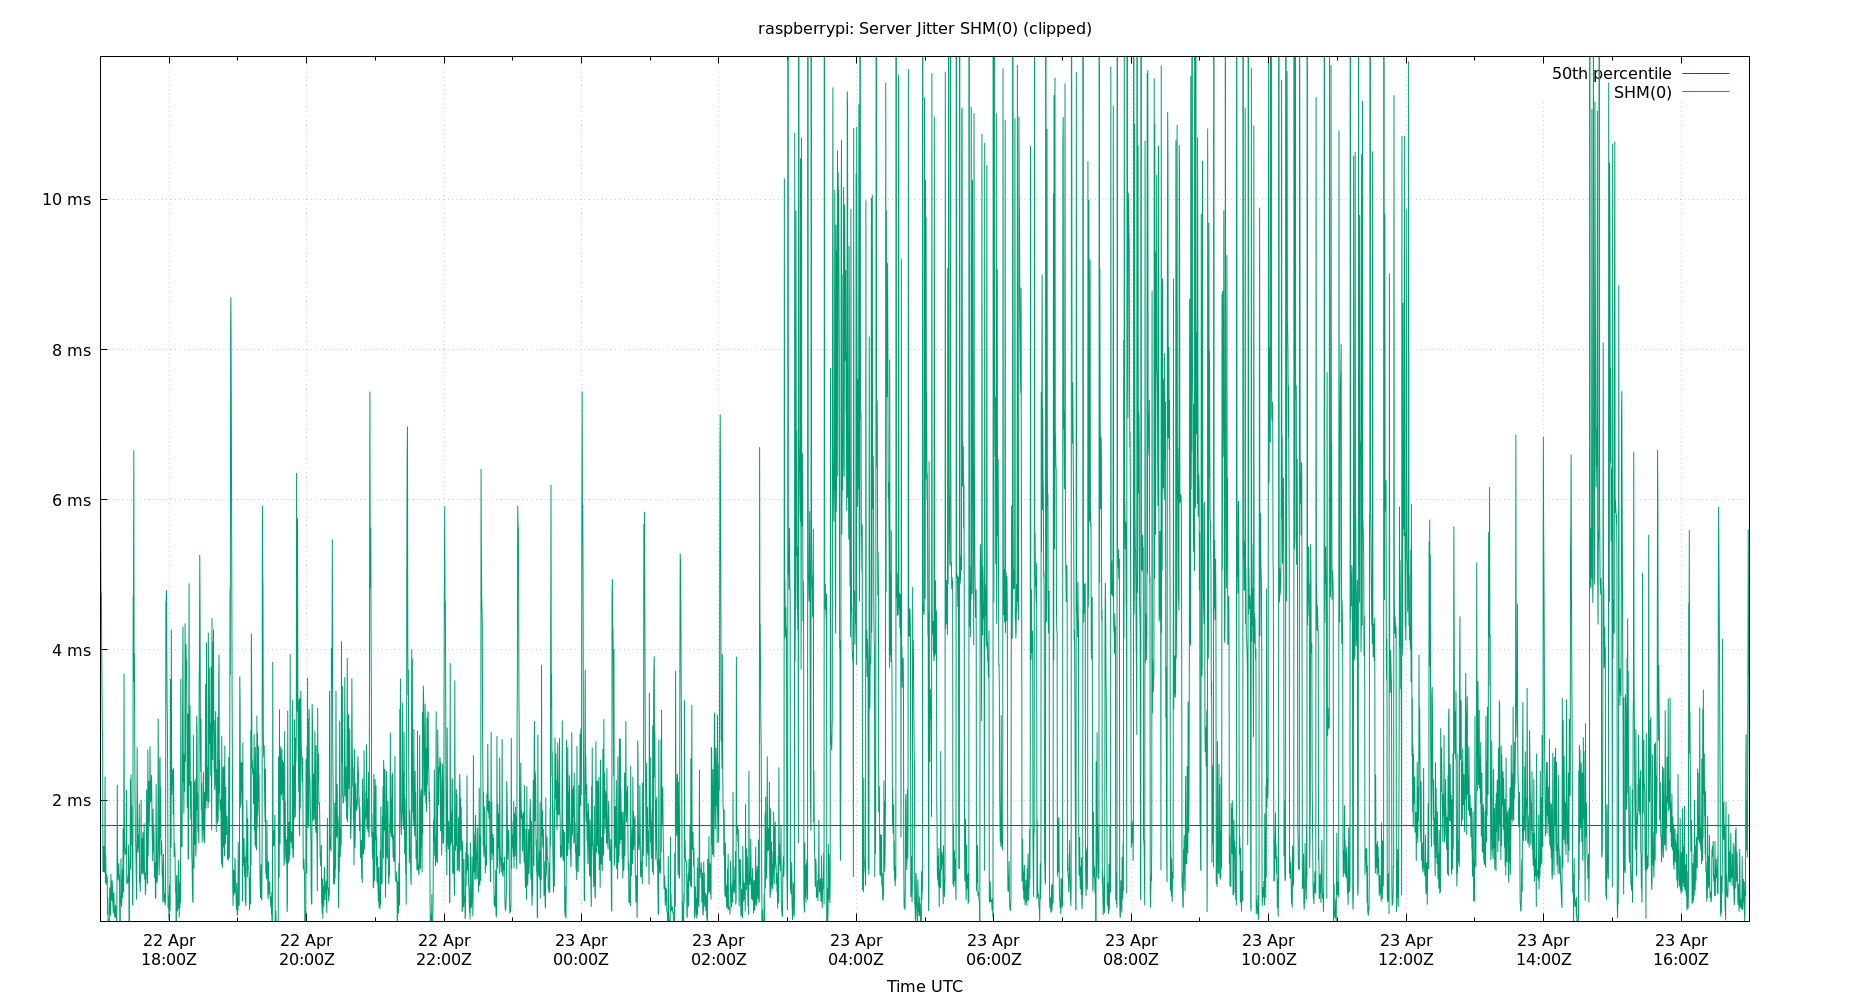 raspberrypi: Server Jitter SHM(0) (clipped)
50th percentile
SHM(0)
10 ms
8 ms
6 ms
4 ms
2 ms
22 Apr 22 Apr 22 Apr 23 Apr 23 Apr 23 Apr 23 Apr 23 Apr 23 Apr 23 Apr 23 Apr 23 Apr
18:00Z 20:00Z 22:00Z 00:00Z 02:00Z 04:00Z 06:00Z 08:00Z 10:00Z 12:00Z 14:00Z 16:00Z
Time UTC